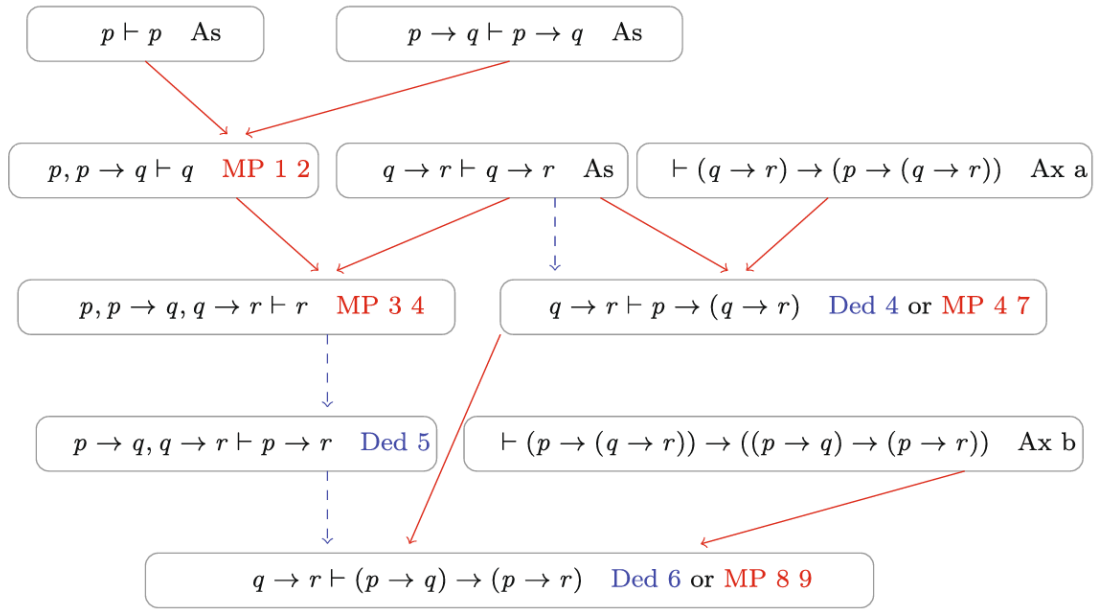 p ⊢ p As
p → q ⊢ p → q As
p, p → q ⊢ q MP 1 2
q → r ⊢ q → r As
⊢ (q → r) → (p → (q → r)) Ax a
p, p → q, q → r ⊢ r MP 3 4
q → r ⊢ p → (q → r) Ded 4 or MP 4 7
p → q, q → r ⊢ p → r Ded 5
⊢ (p → (q → r)) → ((p → q) → (p → r)) Ax b
q → r ⊢ (p → q) → (p → r) Ded 6 or MP 8 9